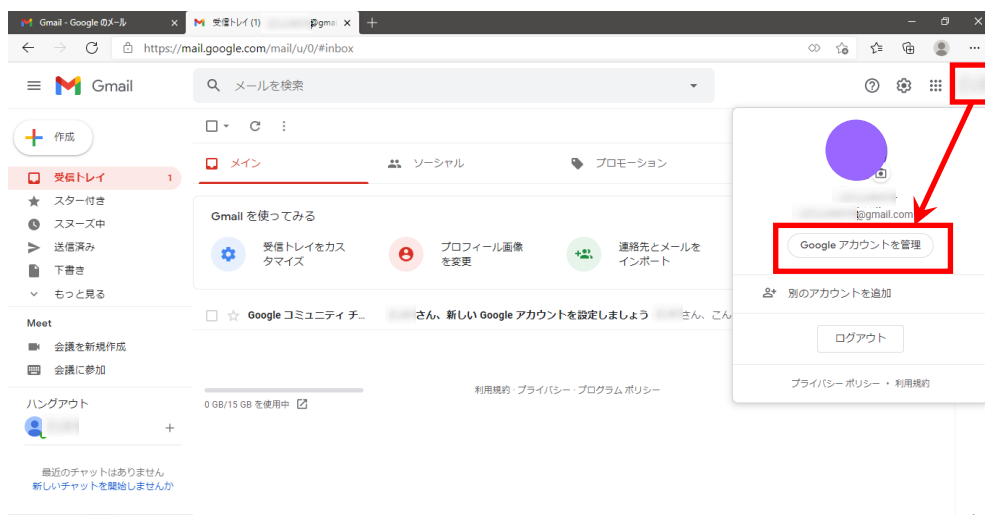 Gmail - Google のメール
受信トレイ (1)
@gma
https://mail.google.com/mail/u/0/#inbox
Gmail
メールを検索
作成
受信トレイ 1
スター付き
スヌーズ中
送信済み
下書き
もっと見る
Meet
会議を新規作成
会議に参加
ハングアウト
最近のチャットはありません
新しいチャットを開始しませんか
メイン
ソーシャル
プロモーション
Gmail を使ってみる
受信トレイをカス
タマイズ
プロフィール画像
を変更
連絡先とメールを
インポート
Google コミュニティ チ... さん、新しい Google アカウントを設定しましょう さん、こん
0 GB/15 GB を使用中
利用規約 · プライバシー · プログラム ポリシー
@gmail.com
Google アカウントを管理
別のアカウントを追加
ログアウト
プライバシー ポリシー • 利用規約